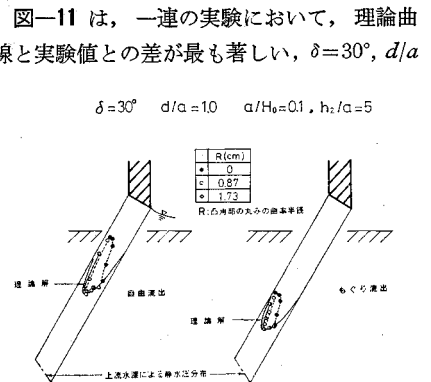 図—11 は, 一連の実験において, 理論曲
線と実験値との差が最も著しい, δ=30°, d/a
δ=30° d/a=1.0 a/H₀=0.1, h₂/a=5
R(cm)
● 0
○ 0.87
○ 1.73
R:凸角部の丸みの曲率半径
理論解
自由流出
理論解
もぐり流出
上流水深による静水圧分布